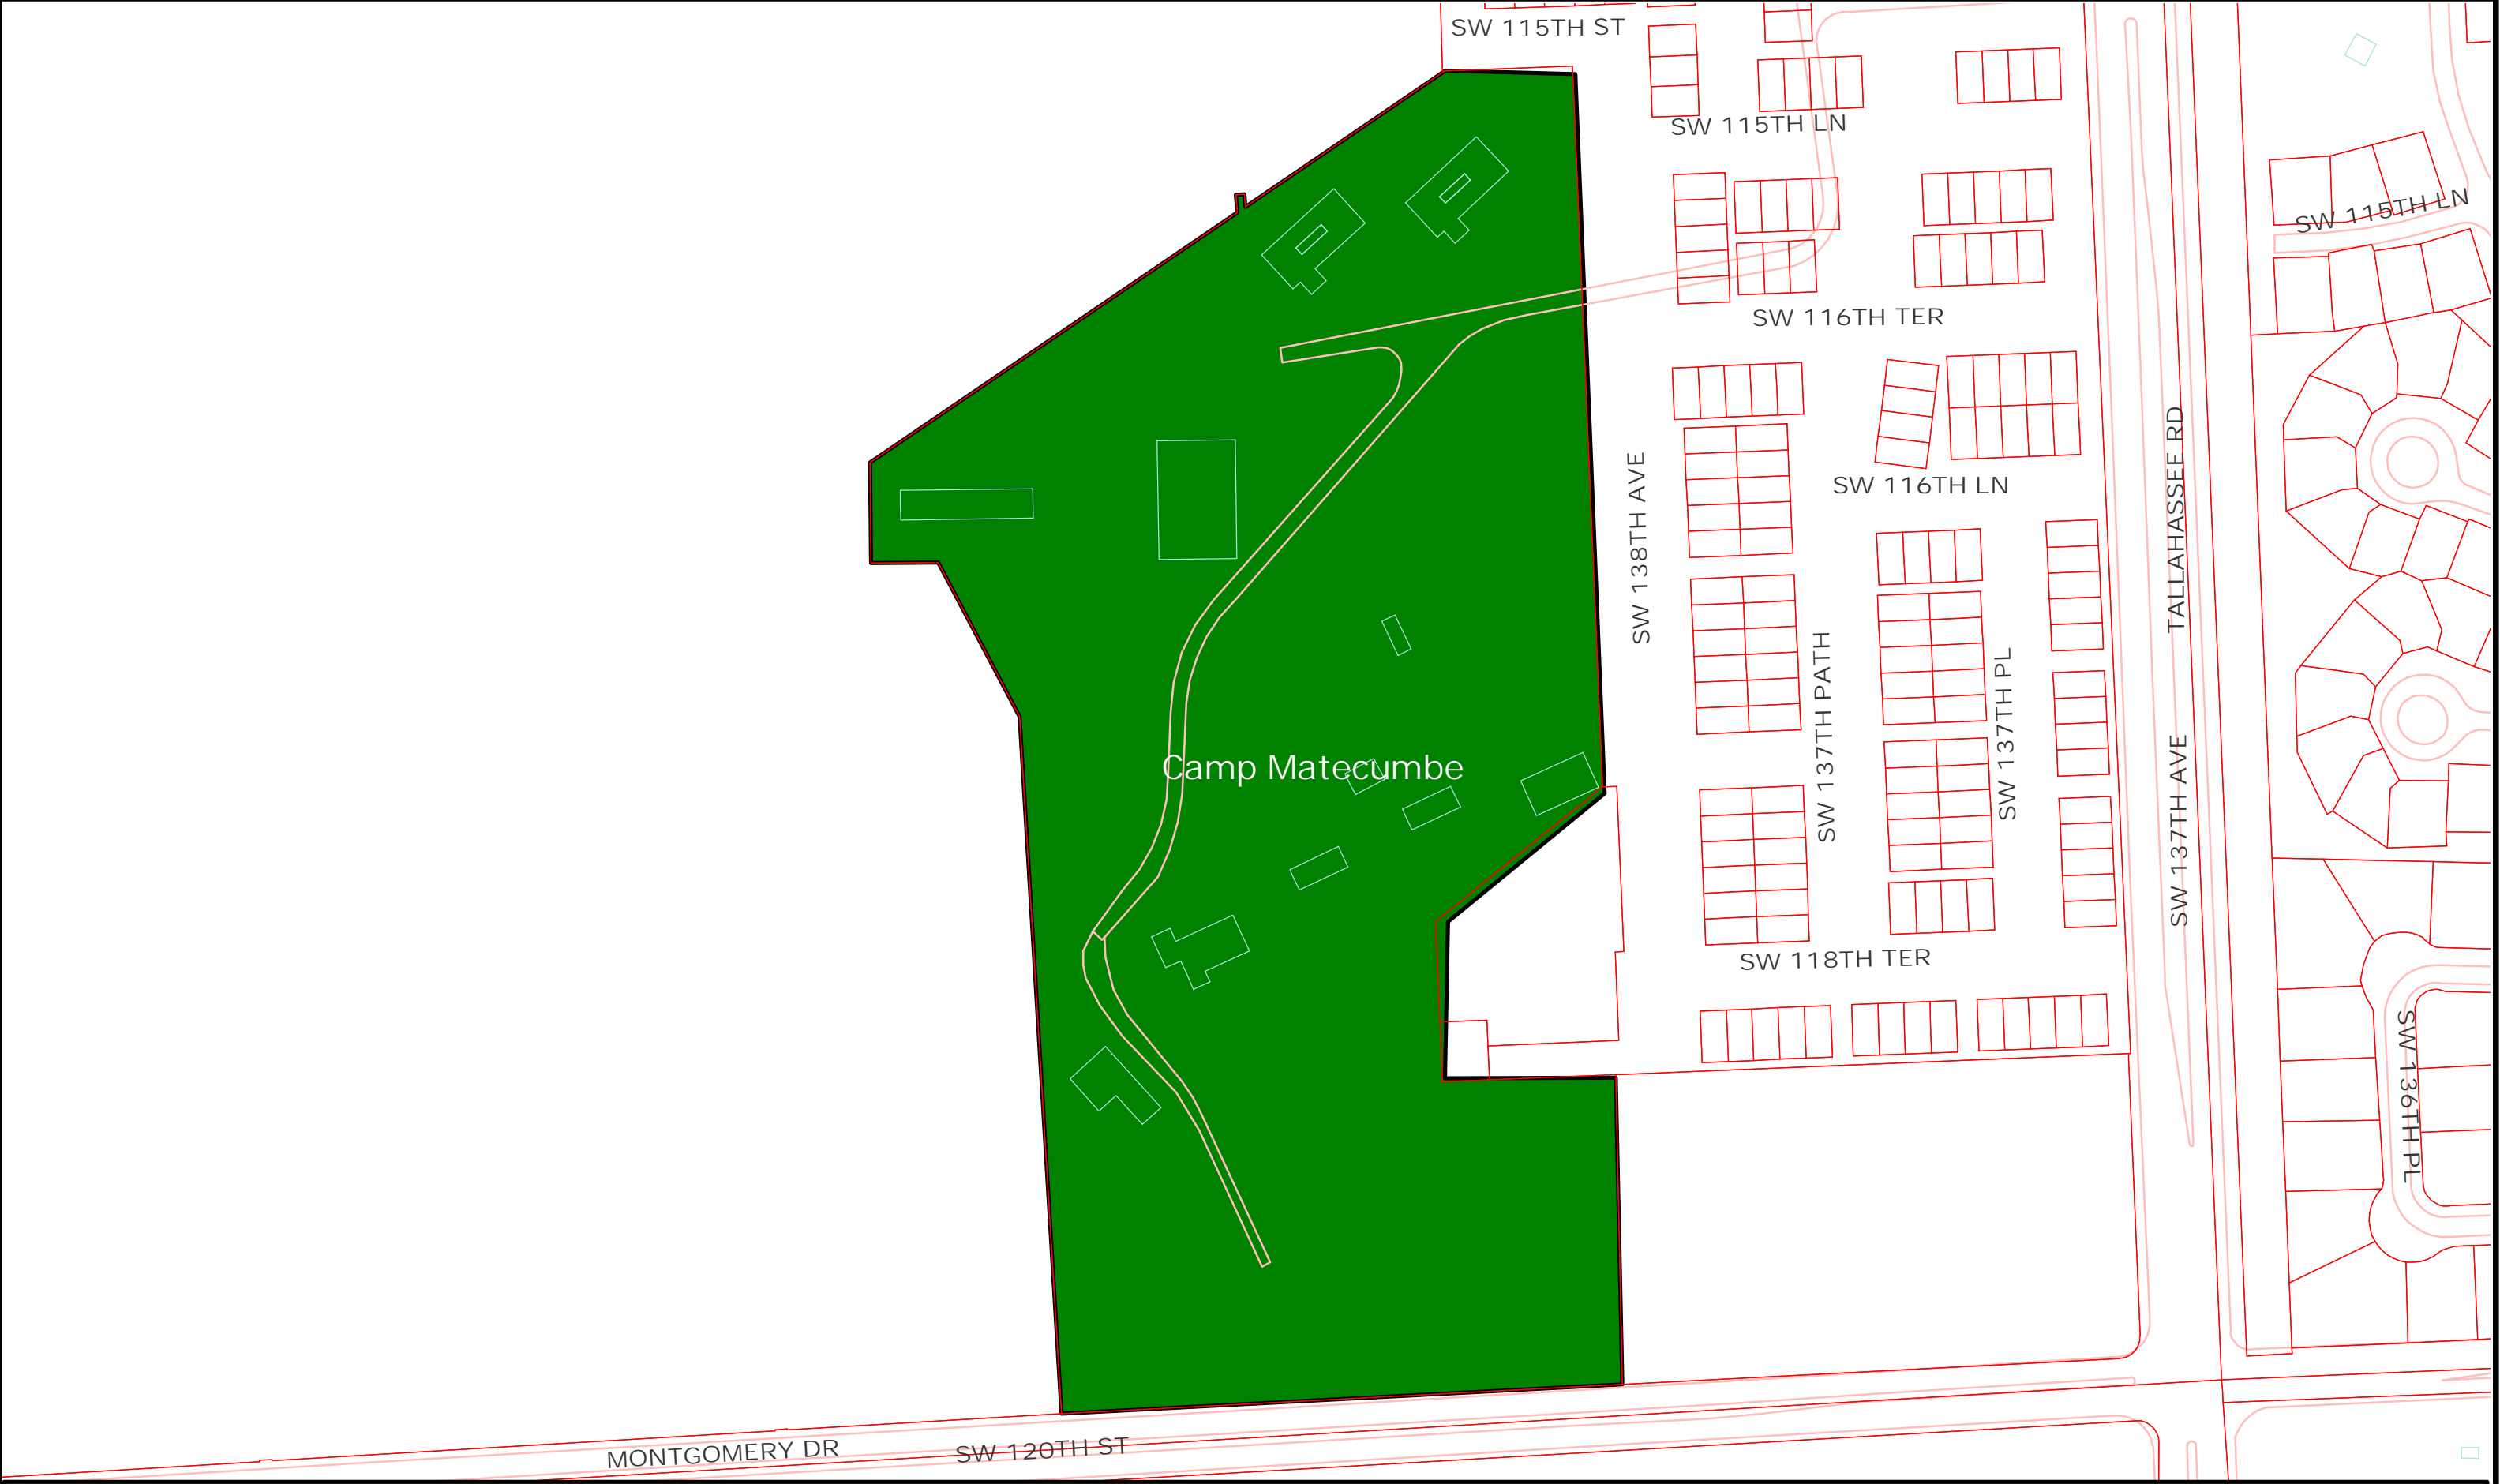 SW 115TH ST
SW 115TH LN
SW 115TH LN
SW 116TH TER
SW 116TH LN
SW 138TH AVE
TALLAHASSEE RD
SW 137TH PATH
SW 137TH PL
SW 137TH AVE
Camp Matecumbe
SW 118TH TER
SW 136TH PL
MONTGOMERY DR
SW 120TH ST